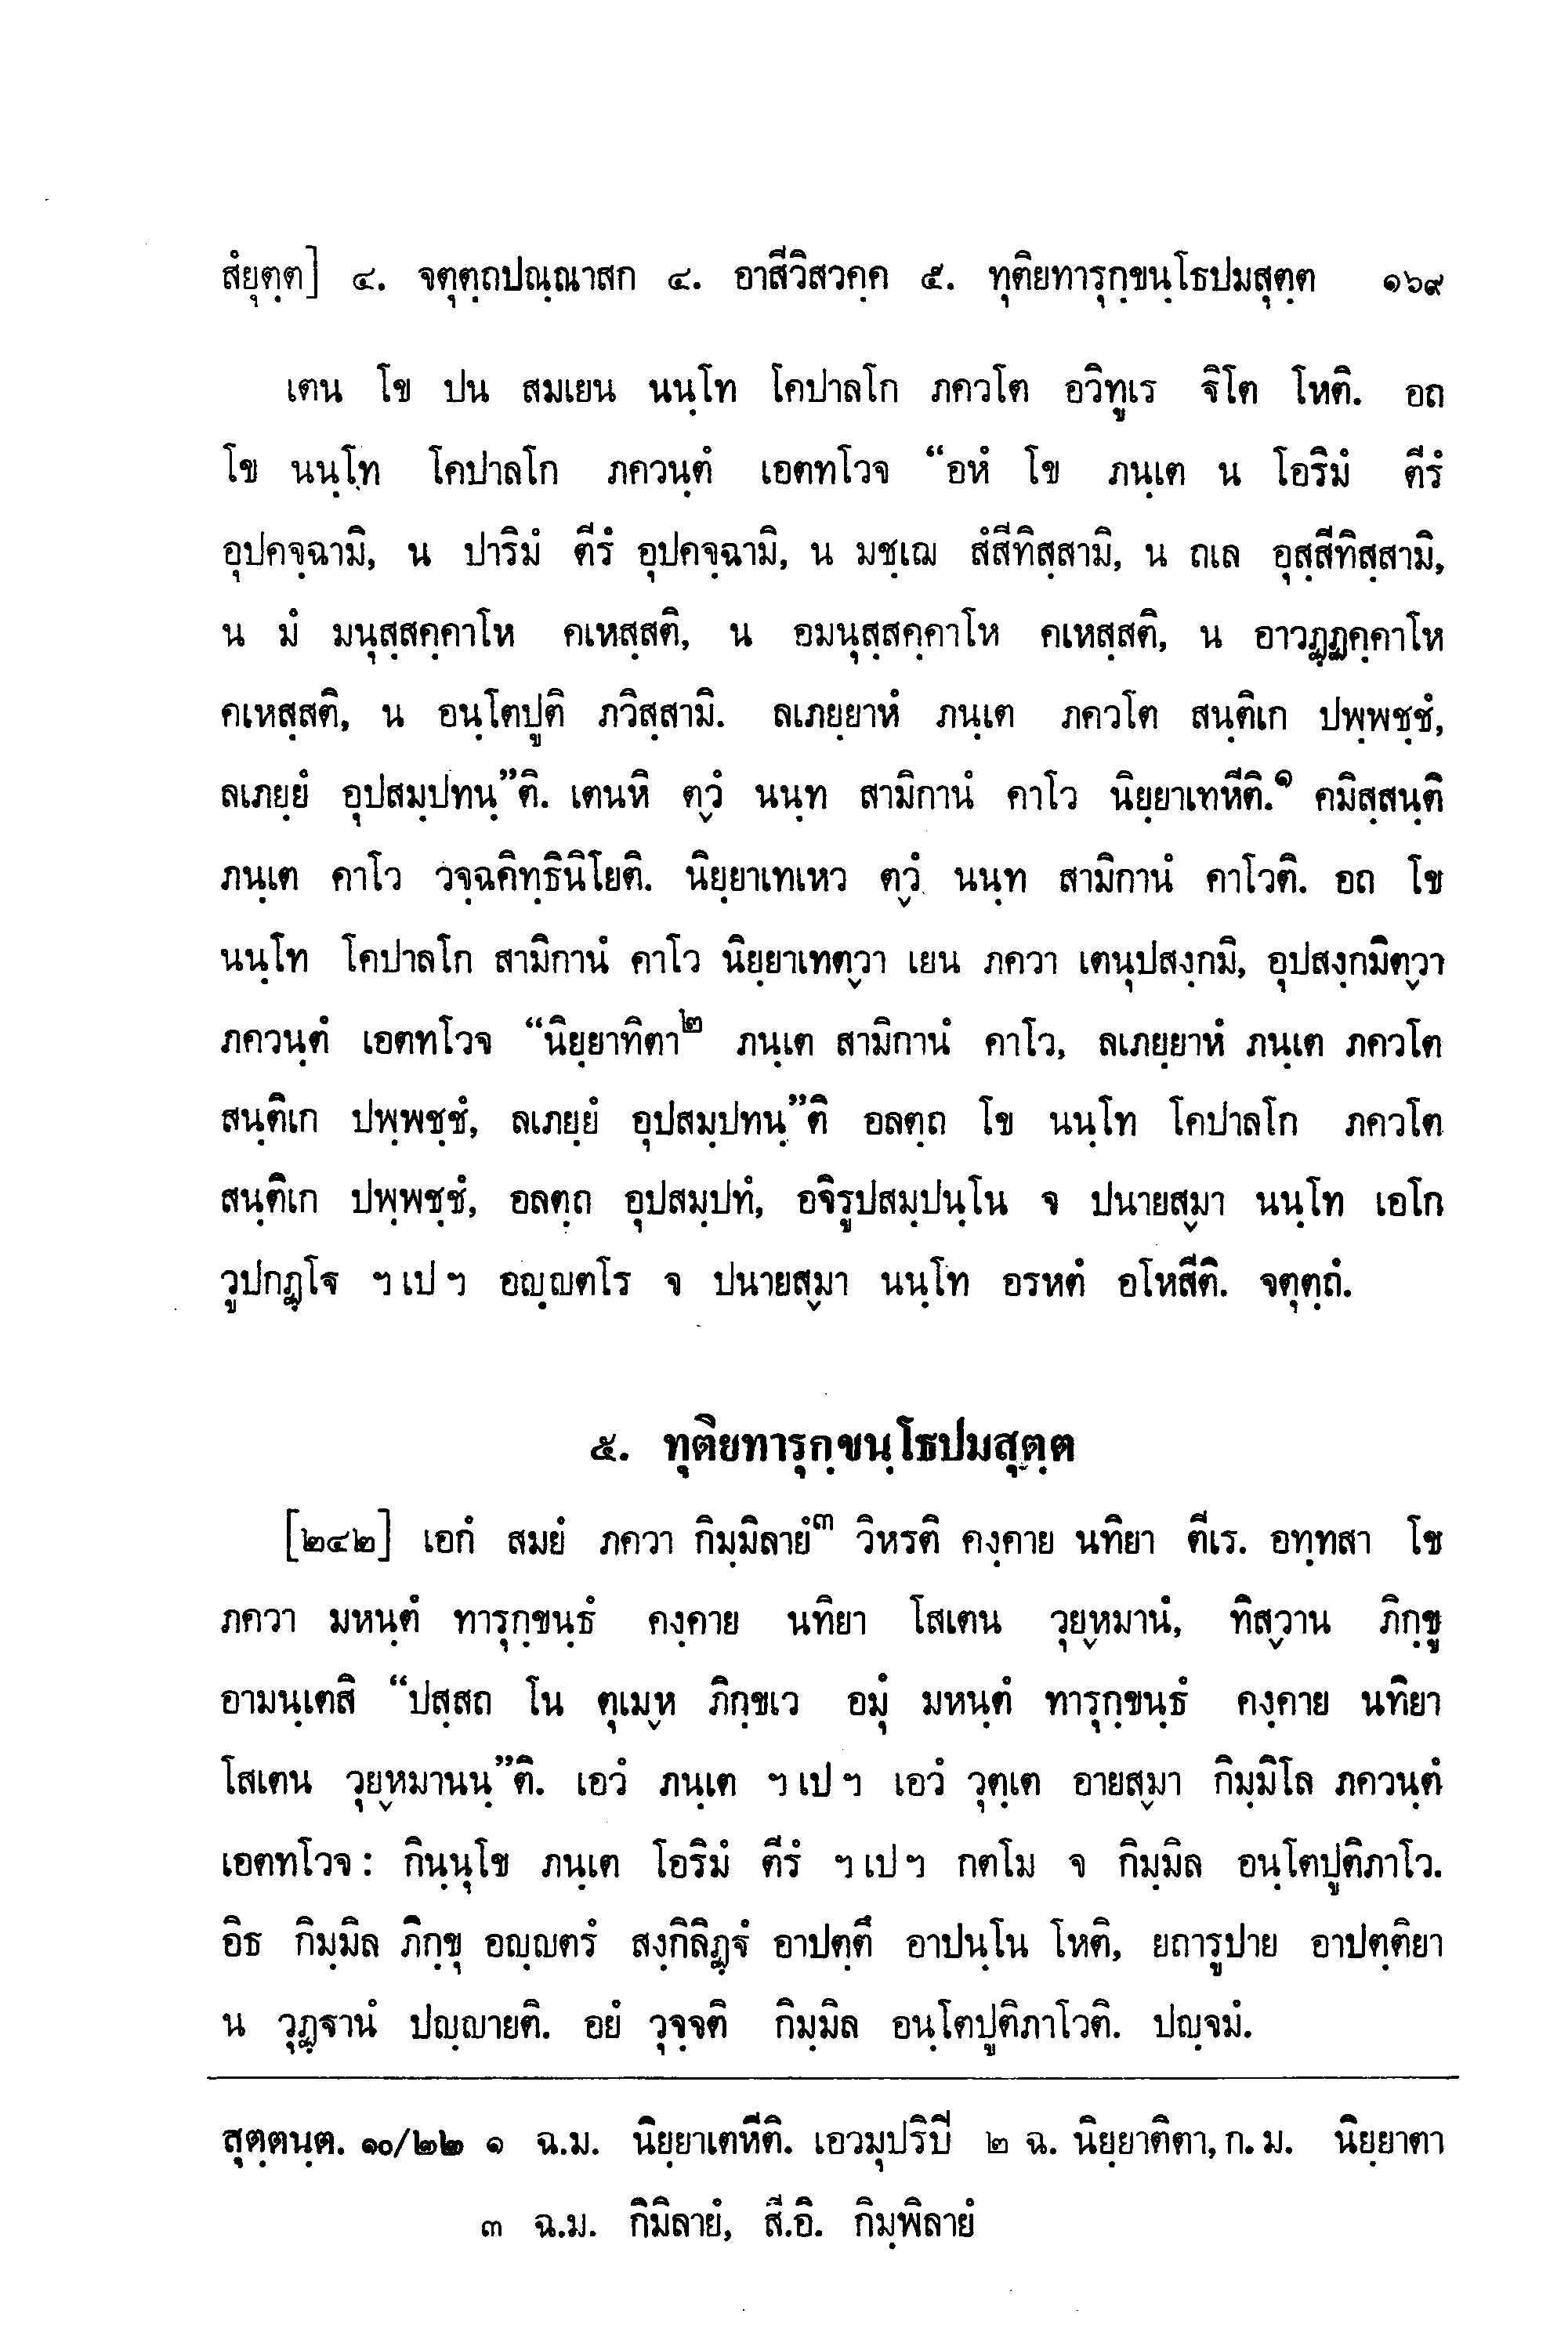 สํยุตฺต] ๔. จตุตฺถปณฺณาสก ๔. อาสีวิสวคฺค ๕. ทุติยทารุกฺขนฺโธปมสุตฺต ๑๖๙
เตน โข ปน สมเยน นนฺโท โคปาลโก ภควโต อวิทูเร ฐิโต โหติ. อถ
โข นนฺโท โคปาลโก ภควนฺตํ เอตทโวจ “อหํ โข ภนฺเต น โอริมํ ตีรํ
อุปคจฺฉามิ, น ปาริมํ ตีรํ อุปคจฺฉามิ, น มชฺเฌ สํสีทิสฺสามิ, น ถเล อุสฺสีทิสฺสามิ,
น มํ มนุสฺสคฺคาโห คเหสฺสติ, น อมนุสฺสคฺคาโห คเหสฺสติ, น อาวฏฺฏคฺคาโห
คเหสฺสติ, น อนฺโตปูติ ภวิสฺสามิ. ลเภยฺยาหํ ภนฺเต ภควโต สนฺติเก ปพฺพชฺชํ,
ลเภยฺยํ อุปสมฺปทนฺ”ติ. เตนหิ ตฺวํ นนฺท สามิกานํ คาโว นิยฺยาเทหีติ.๑ คมิสฺสนฺติ
ภนฺเต คาโว วจฺฉคิทฺธินิโยติ. นิยฺยาเทเหว ตฺวํ นนฺท สามิกานํ คาโวติ. อถ โข
นนฺโท โคปาลโก สามิกานํ คาโว นิยฺยาเทตฺวา เยน ภควา เตนุปสงฺกมิ, อุปสงฺกมิตฺวา
ภควนฺตํ เอตทโวจ “นิยฺยาทิตา๒ ภนฺเต สามิกานํ คาโว, ลเภยฺยาหํ ภนฺเต ภควโต
สนฺติเก ปพฺพชฺชํ, ลเภยฺยํ อุปสมฺปทนฺ”ติ อลตฺถ โข นนฺโท โคปาลโก ภควโต
สนฺติเก ปพฺพชฺชํ, อลตฺถ อุปสมฺปทํ, อจิรูปสมฺปนฺโน จ ปนายสฺมา นนฺโท เอโก
วูปกฏฺโฐ ฯ เป ฯ อญฺญตโร จ ปนายสฺมา นนฺโท อรหตํ อโหสีติ. จตุตฺถํ.
๕. ทุติยทารุกฺขนฺโธปมสุตฺต
[๒๔๒] เอกํ สมยํ ภควา กิมฺมิลายํ๓ วิหรติ คงฺคาย นทิยา ตีเร. อทฺทสา โข
ภควา มหนฺตํ ทารุกฺขนฺธํ คงฺคาย นทิยา โสเตน วุยฺหมานํ, ทิสฺวาน ภิกฺขู
อามนฺเตสิ “ปสฺสถ โน ตุเมฺห ภิกฺขเว อมุํ มหนฺตํ ทารุกฺขนฺธํ คงฺคาย นทิยา
โสเตน วุยฺหมานนฺ”ติ. เอวํ ภนฺเต ฯ เป ฯ เอวํ วุตฺเต อายสฺมา กิมฺมิโล ภควนฺตํ
เอตทโวจ: กินฺนุโข ภนฺเต โอริมํ ตีรํ ฯ เป ฯ กตโม จ กิมฺมิล อนฺโตปูติภาโว.
อิธ กิมฺมิล ภิกฺขุ อญฺญตรํ สงฺกิลิฏฺฐํ อาปตฺตึ อาปนฺโน โหติ, ยถารูปาย อาปตฺติยา
น วุฏฺฐานํ ปญฺญายติ. อยํ วุจฺจติ กิมฺมิล อนฺโตปูติภาโวติ. ปญฺจมํ.
สุตฺตนฺต. ๑๐/๒๒ ๑ ฉ.ม. นิยฺยาเตหีติ. เอวมุปริปี ๒ ฉ. นิยฺยาติตา, ก. ม. นิยฺยาตา
๓ ฉ.ม. กิมิลายํ, สี.อิ. กิมฺพิลายํ